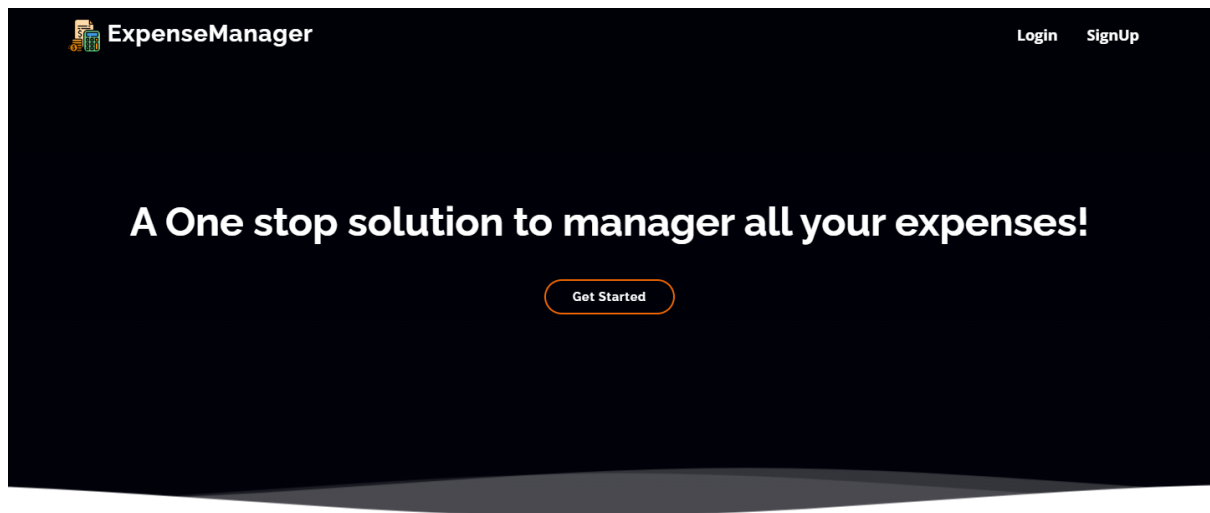 ExpenseManager
Login
SignUp
A One stop solution to manager all your expenses!
Get Started